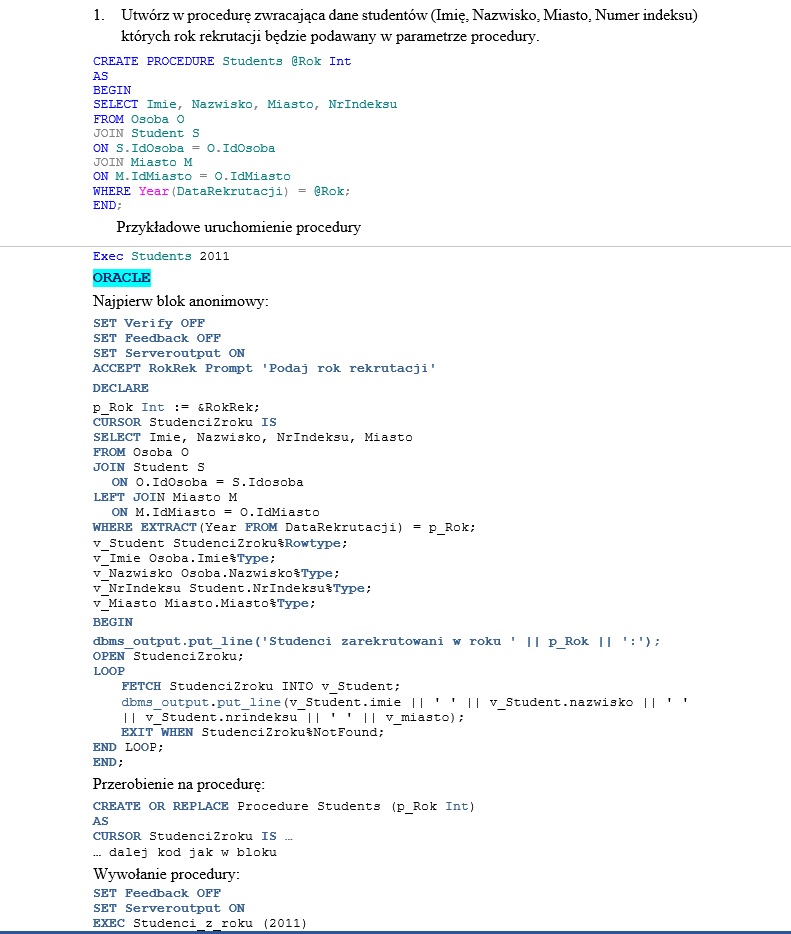 1. Utwórz w procedurę zwracająca dane studentów (Imię, Nazwisko, Miasto, Numer indeksu)
których rok rekrutacji będzie podawany w parametrze procedury.
CREATE PROCEDURE Students @Rok Int
AS
BEGIN
SELECT Imie, Nazwisko, Miasto, NrIndeksu
FROM Osoba O
JOIN Student S
ON S.IdOsoba = O.IdOsoba
JOIN Miasto M
ON M.IdMiasto = O.IdMiasto
WHERE Year(DataRekrutacji) = @Rok;
END;
Przykładowe uruchomienie procedury
Exec Students 2011
ORACLE
Najpierw blok anonimowy:
SET Verify OFF
SET Feedback OFF
SET Serveroutput ON
ACCEPT RokRek Prompt 'Podaj rok rekrutacji'
DECLARE
p_Rok Int := &RokRek;
CURSOR StudenciZroku IS
SELECT Imie, Nazwisko, NrIndeksu, Miasto
FROM Osoba O
JOIN Student S
ON O.IdOsoba = S.Idosoba
LEFT JOIN Miasto M
ON M.IdMiasto = O.IdMiasto
WHERE EXTRACT(Year FROM DataRekrutacji) = p_Rok;
v_Student StudenciZroku%Rowtype;
v_Imie Osoba.Imie%Type;
v_Nazwisko Osoba.Nazwisko%Type;
v_NrIndeksu Student.NrIndeksu%Type;
v_Miasto Miasto.Miasto%Type;
BEGIN
dbms_output.put_line('Studenci zarekrutowani w roku ' || p_Rok || ':');
OPEN StudenciZroku;
LOOP
FETCH StudenciZroku INTO v_Student;
dbms_output.put_line(v_Student.imie || ' ' || v_Student.nazwisko || ' '
|| v_Student.nrindeksu || ' ' || v_miasto);
EXIT WHEN StudenciZroku%NotFound;
END LOOP;
END;
Przerobienie na procedurę:
CREATE OR REPLACE Procedure Students (p_Rok Int)
AS
CURSOR StudenciZroku IS …
… dalej kod jak w bloku
Wywołanie procedury:
SET Feedback OFF
SET Serveroutput ON
EXEC Studenci_z_roku (2011)